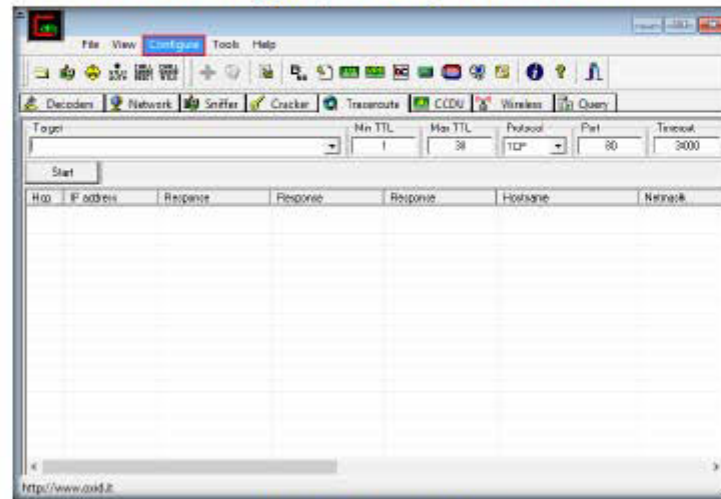 File View Configure Tools Help
Decoders Network Sniffer Cracker Traceroute CCDU Wireless Query
Target Min TTL Max TTL Protocol Port Timeout
1 30 TCP 80 3000
Start
Hop IP address Response Response Response Hostname Netmask
http://www.oxid.it